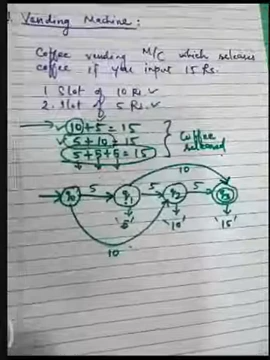 Vending Machine :
Coffee vending M/C which releases
coffee if you input 15 Rs.
1. Slot of 10 Rs. ✓
2. Slot of 5 Rs. ✓
→ ✓ 10 + 5 = 15
✓ 5 + 10 = 15
5 + 5 + 5 = 15
Coffee
released
10
q0 5 q1 5 q2 5 q3
'5' '10' '15'
10